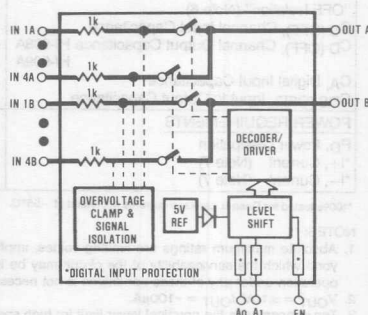 1k
IN 1A
OUT A
1k
IN 4A
1k
IN 1B
OUT B
1k
IN 4B
DECODER/
DRIVER
OVERVOLTAGE
CLAMP &
SIGNAL
ISOLATION
5V
REF
LEVEL
SHIFT
*DIGITAL INPUT PROTECTION
* * *
A0 A1 EN